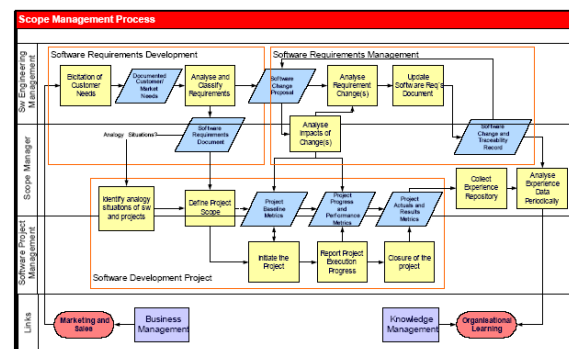 Scope Management Process
Sw Engineering
Management
Software Requirements Development
Software Requirements Management
Elicitation of
Customer
Needs
Documented
Customer/
Market
Needs
Analyse and
Classify
Requirements
Software
Change
Proposal
Analyse
Requirement
Change(s)
Update
Software Req's
Document
Scope Manager
Analogy Situations?
Software
Requirements
Document
Analyse
Impacts of
Change(s)
Software
Change and
Traceability
Record
Identify analogy
situations of sw
and projects
Define Project
Scope
Project
Baseline
Metrics
Project
Progress
and
Performance
Metrics
Project
Actuals and
Results
Metrics
Collect
Experience
Repository
Analyse
Experience
Data
Periodically
Software Project
Management
Initiate the
Project
Report Project
Execution
Progress
Closure of the
project
Software Development Project
Links
Marketing and
Sales
Business
Management
Knowledge
Management
Organisational
Learning